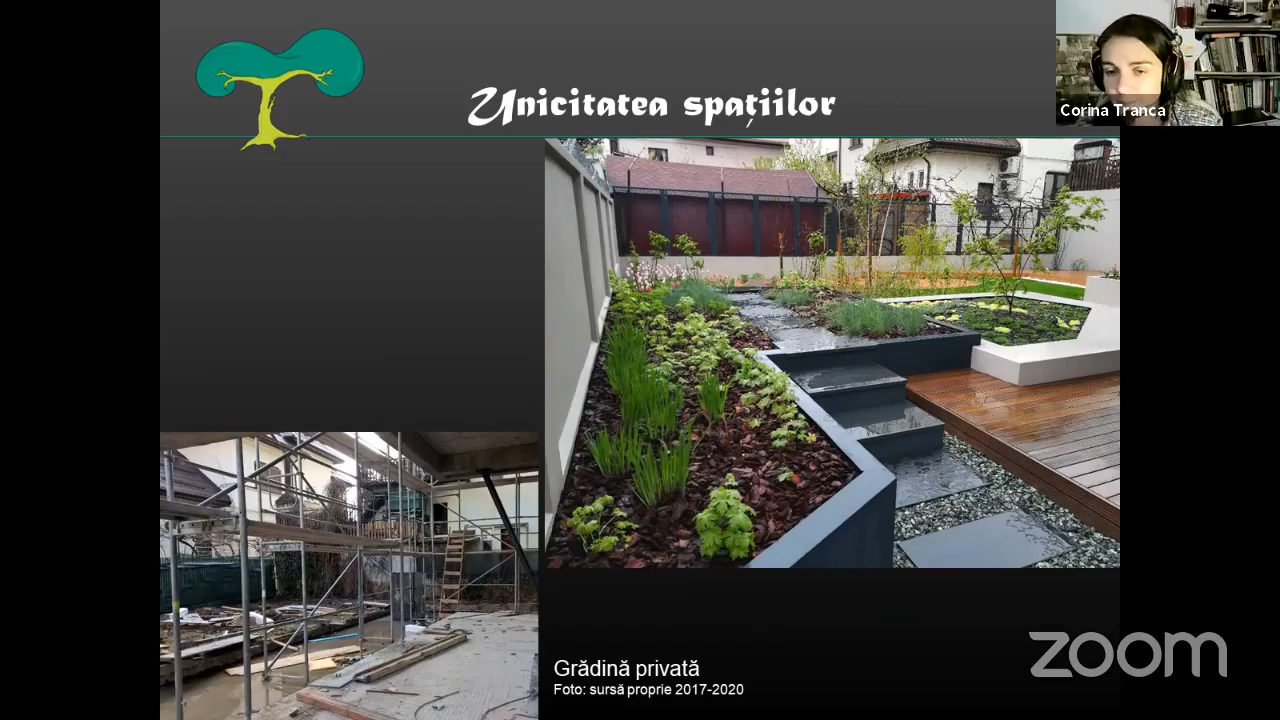 Unicitatea spațiilor
Corina Tranca
Grădină privată
Foto: sursă proprie 2017-2020
zoom